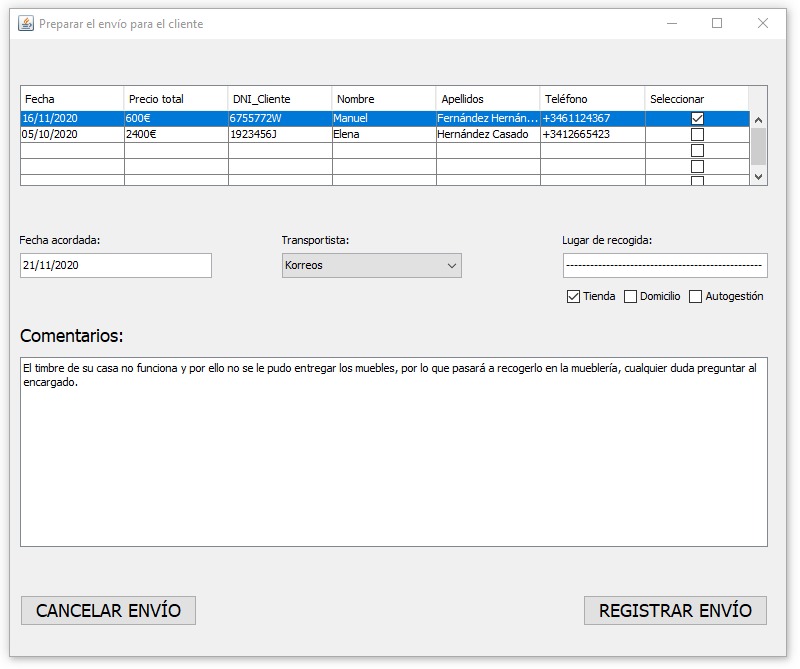 Preparar el envío para el cliente
Fecha Precio total DNI_Cliente Nombre Apellidos Teléfono Seleccionar
16/11/2020 600€ 6755772W Manuel Fernández Hernán... +3461124367
05/10/2020 2400€ 1923456J Elena Hernández Casado +3412665423
Fecha acordada: Transportista: Lugar de recogida:
21/11/2020 Korreos -------------------------------------------------
Tienda Domicilio Autogestión
Comentarios:
El timbre de su casa no funciona y por ello no se le pudo entregar los muebles, por lo que pasará a recogerlo en la mueblería, cualquier duda preguntar al
encargado.
CANCELAR ENVÍO REGISTRAR ENVÍO